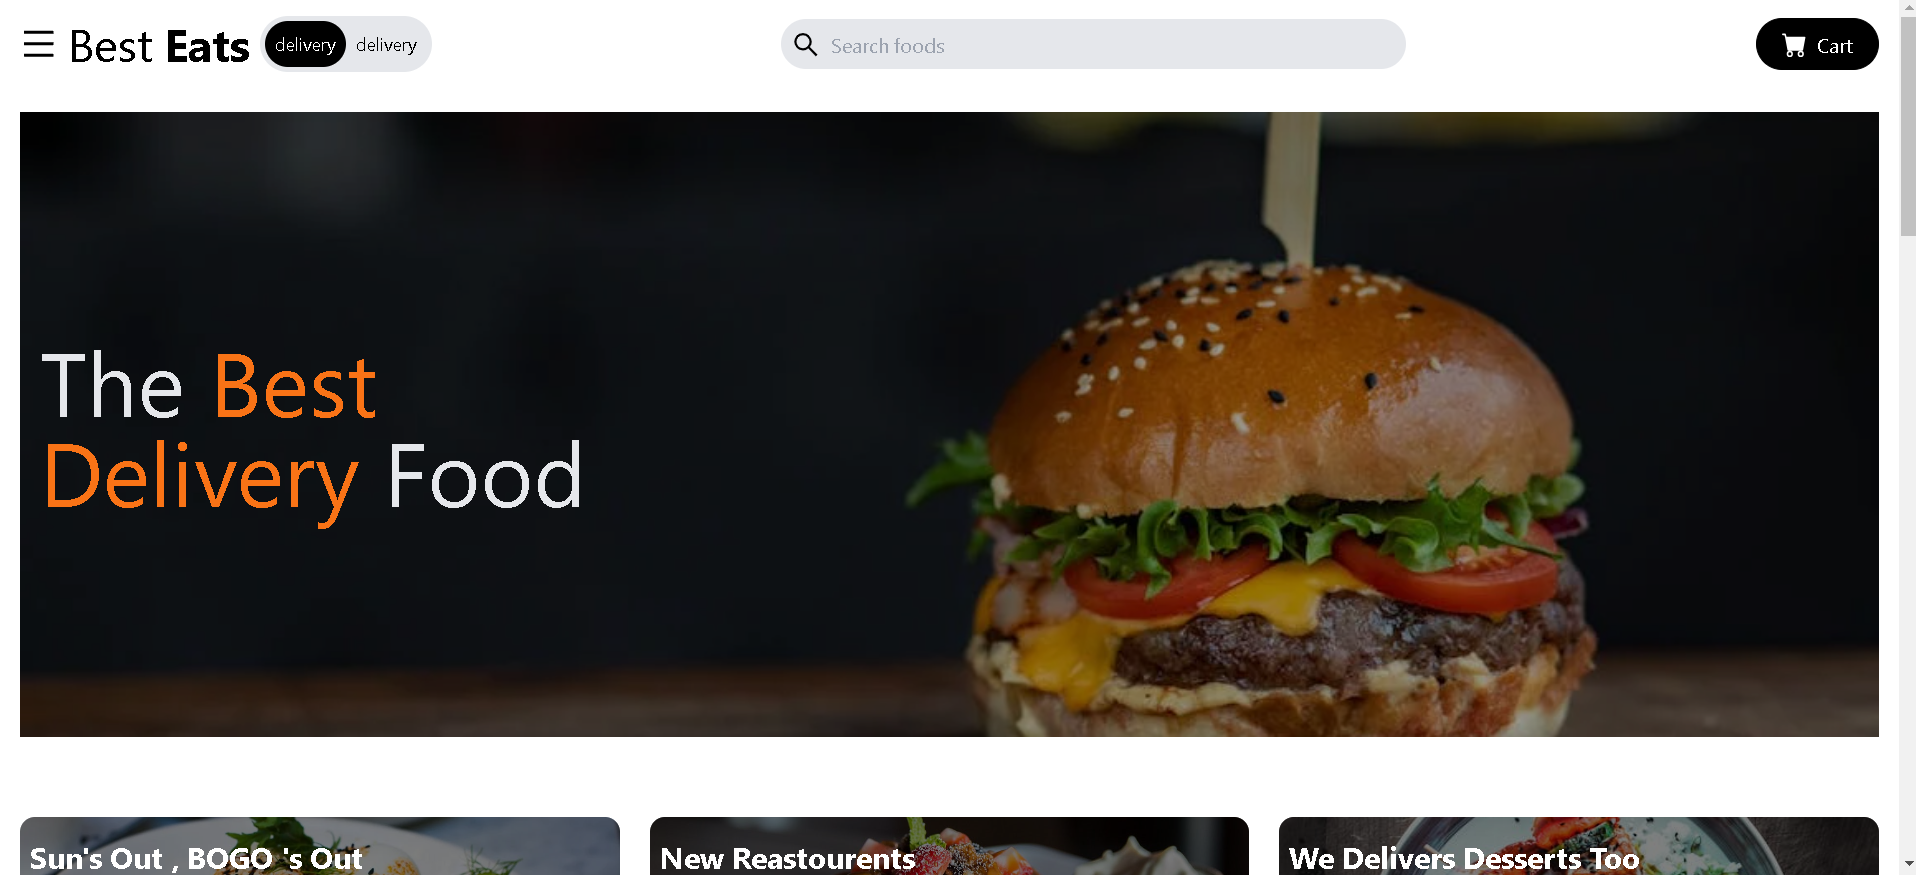 Best Eats
delivery delivery
Search foods
Cart
The Best
Delivery Food
Sun's Out , BOGO 's Out
New Reastourents
We Delivers Desserts Too